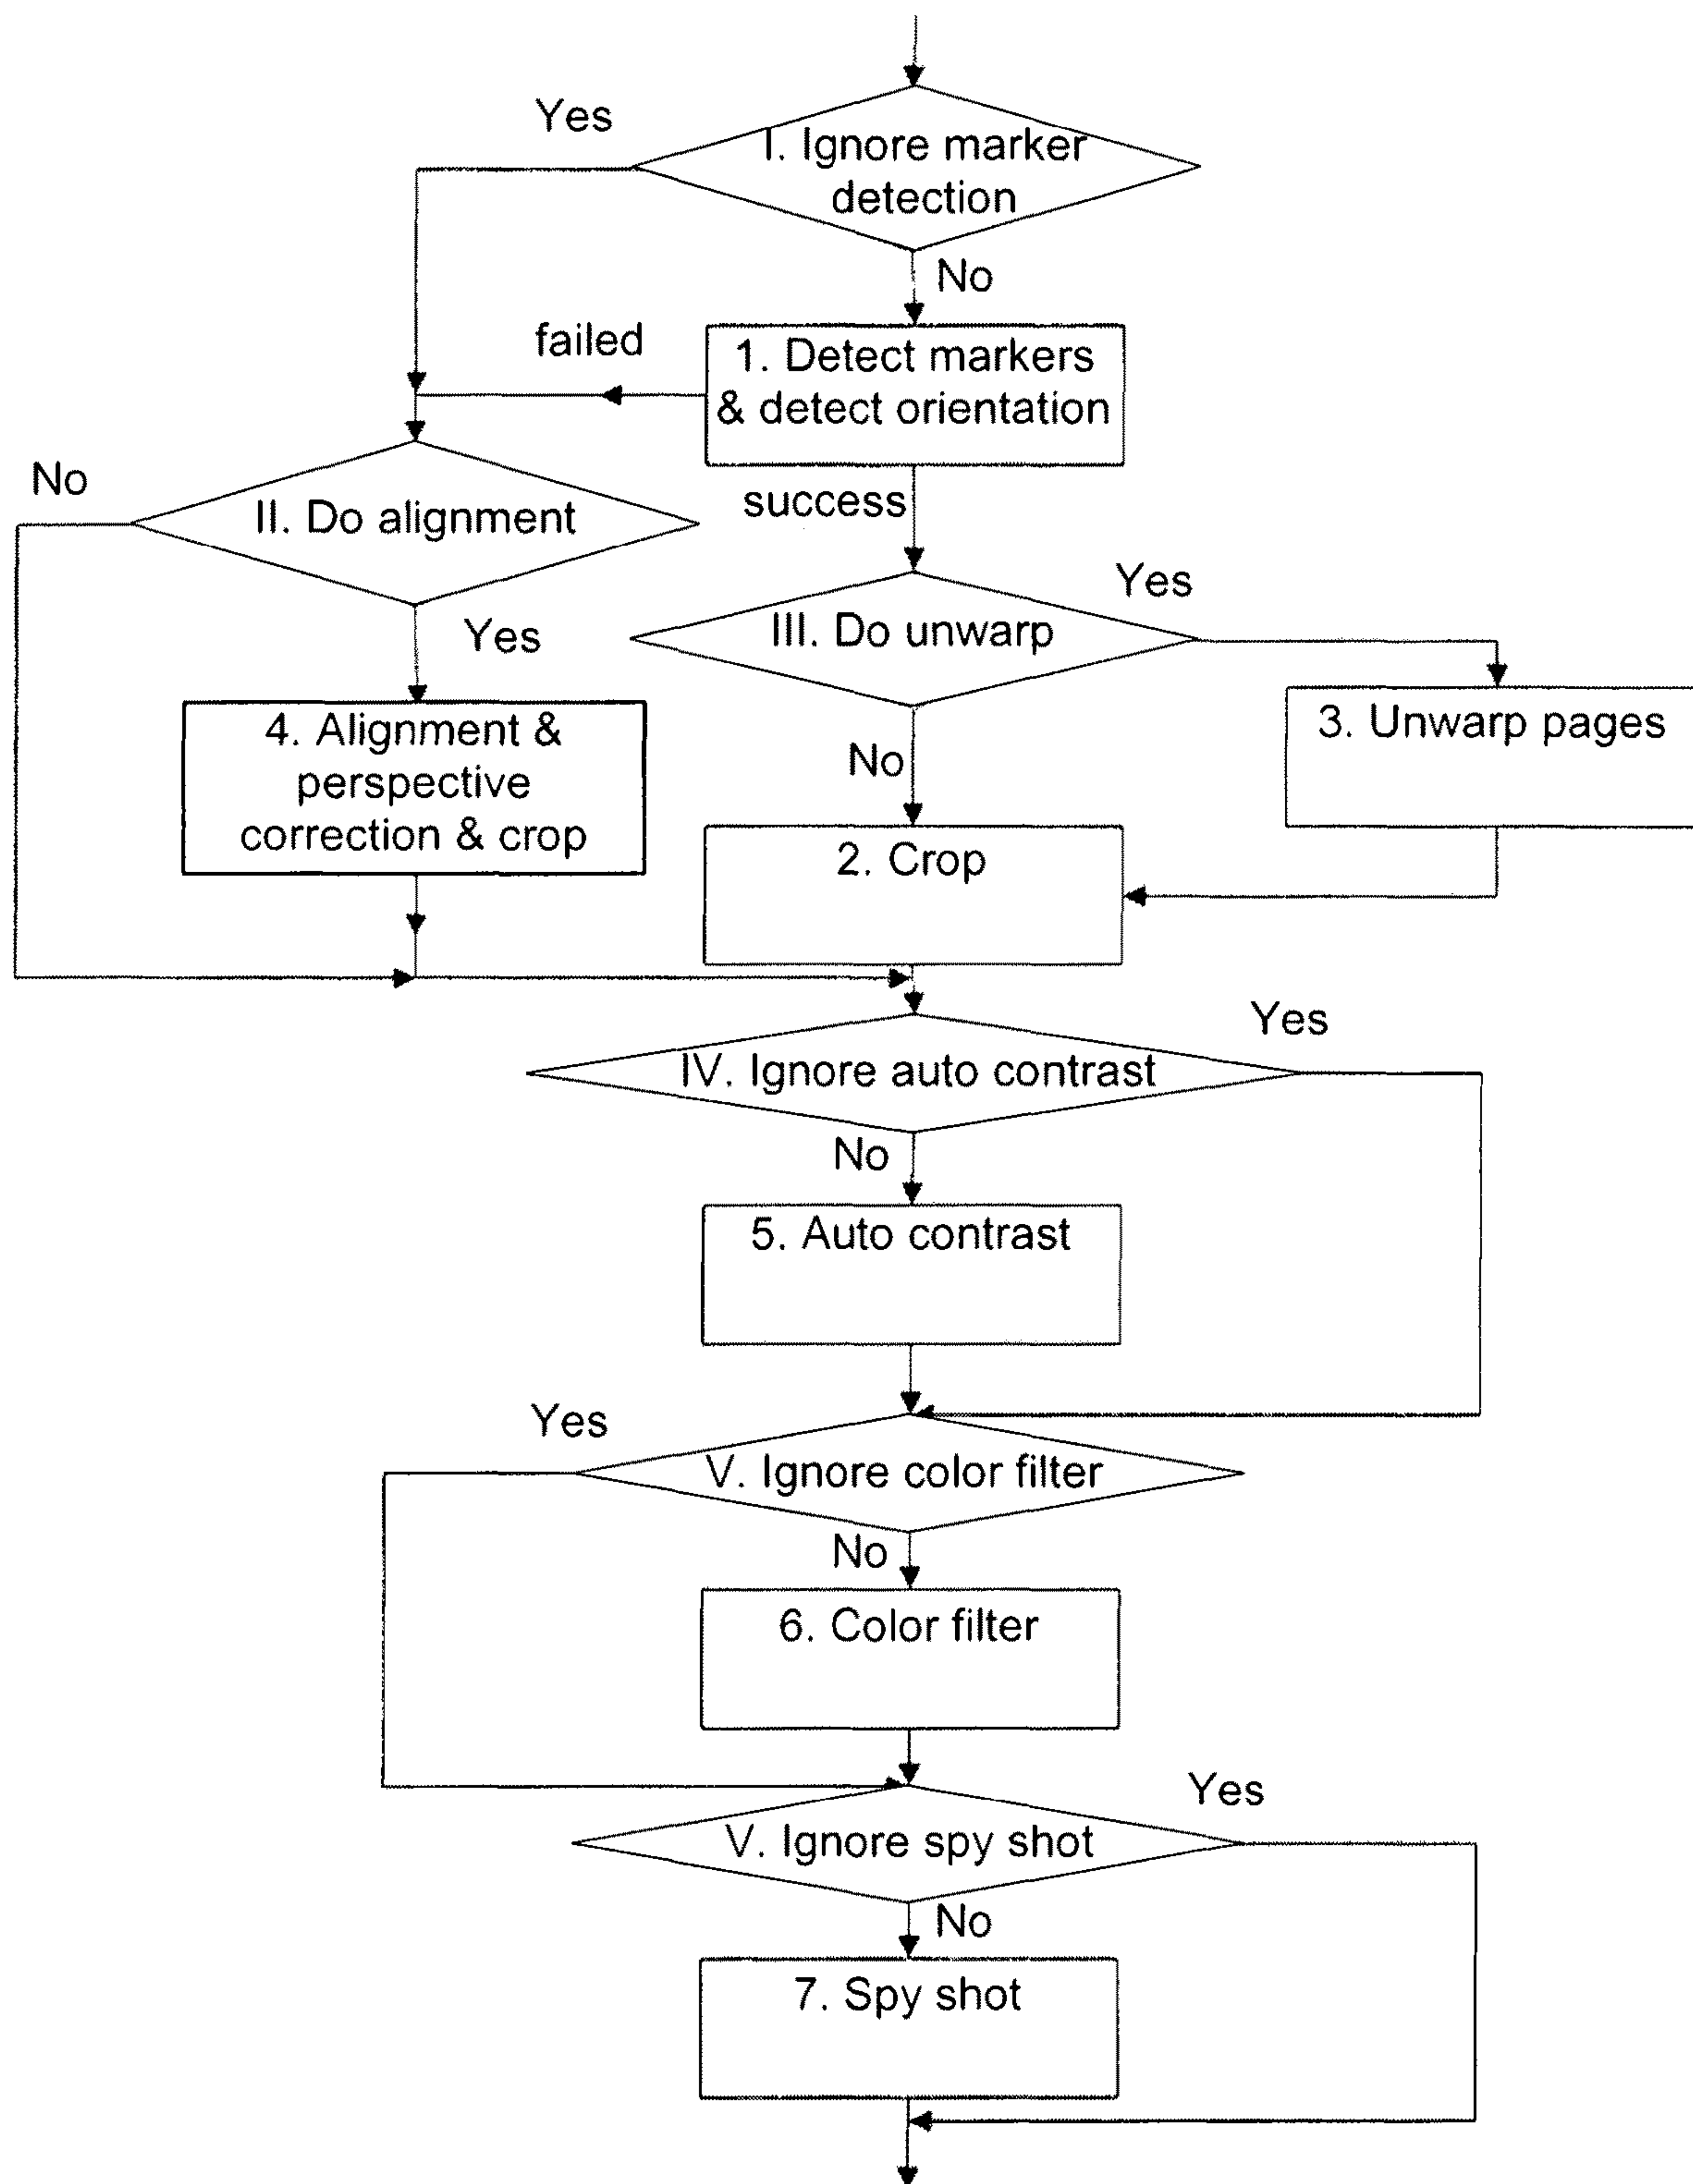 Yes
I. Ignore marker
detection
No
failed
1. Detect markers
& detect orientation
No
II. Do alignment
success
Yes
III. Do unwarp
Yes
3. Unwarp pages
4. Alignment &
perspective
correction & crop
No
2. Crop
Yes
IV. Ignore auto contrast
No
5. Auto contrast
Yes
V. Ignore color filter
No
6. Color filter
Yes
V. Ignore spy shot
No
7. Spy shot